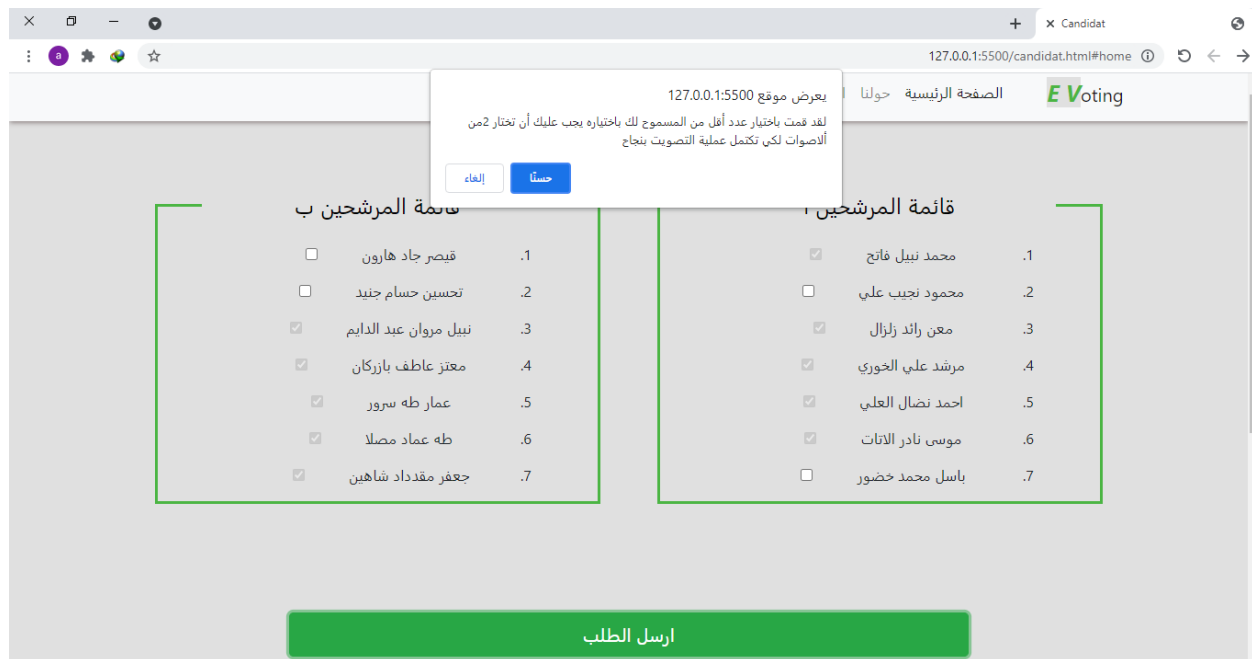 Candidat
127.0.0.1:5500/candidat.html#home
a
E Voting
الصفحة الرئيسية
حولنا
يعرض موقع 127.0.0.1:5500
لقد قمت باختيار عدد أقل من المسموح لك باختياره يجب عليك أن تختار 2من
ألاصوات لكي تكتمل عملية التصويت بنجاح
حسنًا
إلغاء
قائمة المرشحين أ
1. محمد نبيل فاتح
2. محمود نجيب علي
3. معن رائد زلزال
4. مرشد علي الخوري
5. احمد نضال العلي
6. موسى نادر الاتات
7. باسل محمد خضور
قائمة المرشحين ب
1. قيصر جاد هارون
2. تحسين حسام جنيد
3. نبيل مروان عبد الدايم
4. معتز عاطف بازركان
5. عمار طه سرور
6. طه عماد مصلا
7. جعفر مقدداد شاهين
ارسل الطلب